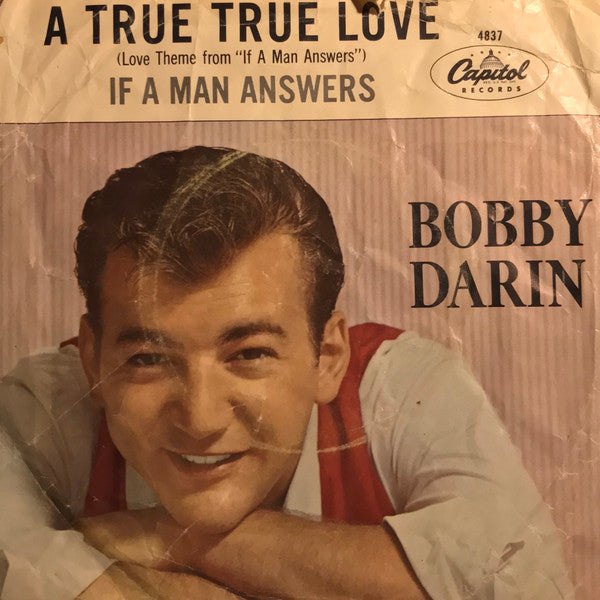 A TRUE TRUE LOVE
(Love Theme from "If A Man Answers")
IF A MAN ANSWERS
4837
Capitol
RECORDS
BOBBY
DARIN